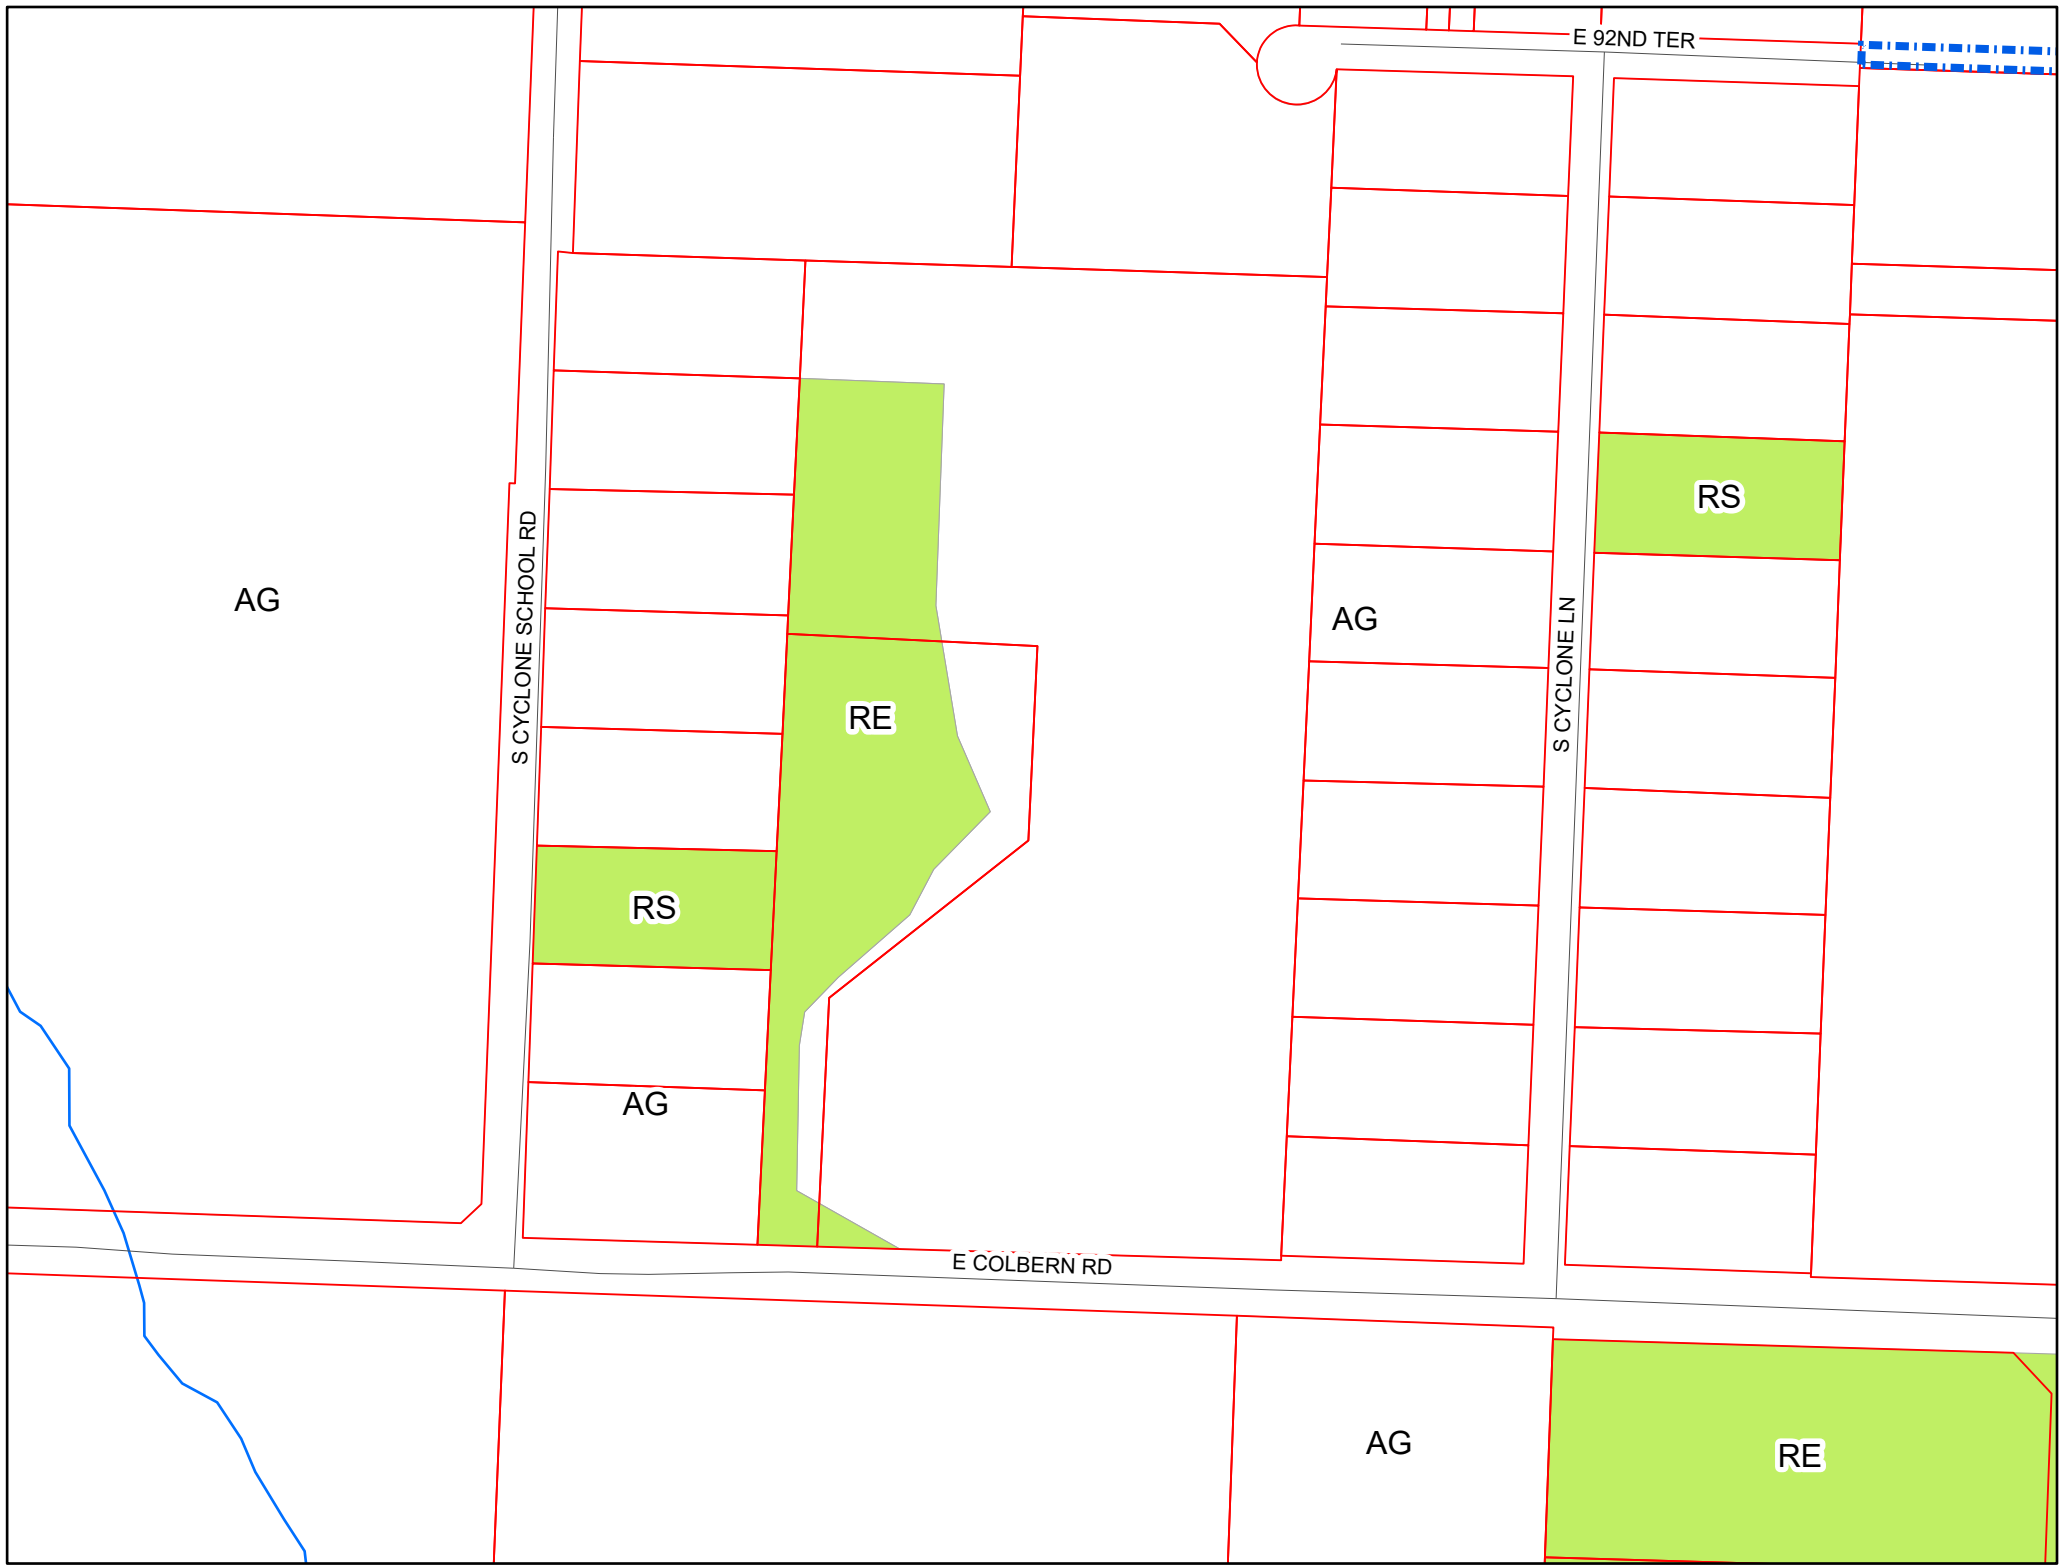 E 92ND TER
RS
AG
S CYCLONE SCHOOL RD
AG
S CYCLONE LN
RE
RS
AG
E COLBERN RD
AG
RE